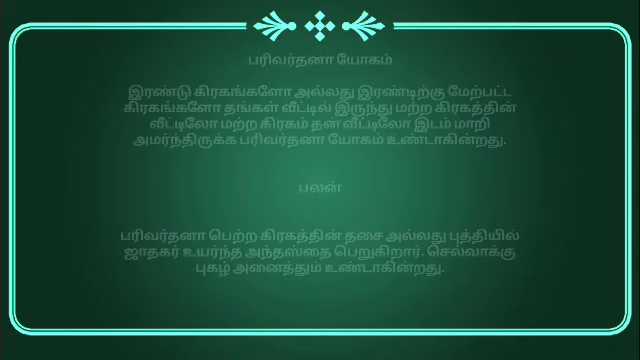 பரிவர்தனா யோகம்
இரண்டு கிரகங்களோ அல்லது இரண்டிற்கு மேற்பட்ட
கிரகங்களோ தங்கள் வீட்டில் இருந்து மற்ற கிரகத்தின்
வீட்டிலோ மற்ற கிரகம் தன் வீட்டிலோ இடம் மாறி
அமர்ந்திருக்க பரிவர்தனா யோகம் உண்டாகின்றது.
பலன்
பரிவர்தனா பெற்ற கிரகத்தின் தசை அல்லது புத்தியில்
ஜாதகர் உயர்ந்த அந்தஸ்தை பெறுகிறார். செல்வாக்கு
புகழ் அனைத்தும் உண்டாகின்றது.